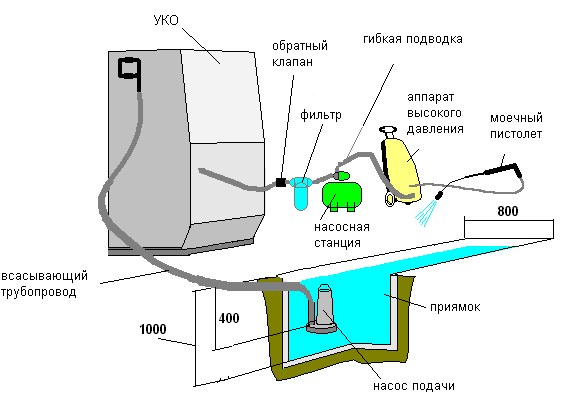 УКО
обратный
клапан
гибкая подводка
фильтр
аппарат
высокого
давления
моечный
пистолет
насосная
станция
800
всасывающий
трубопровод
приямок
400
1000
насос подачи